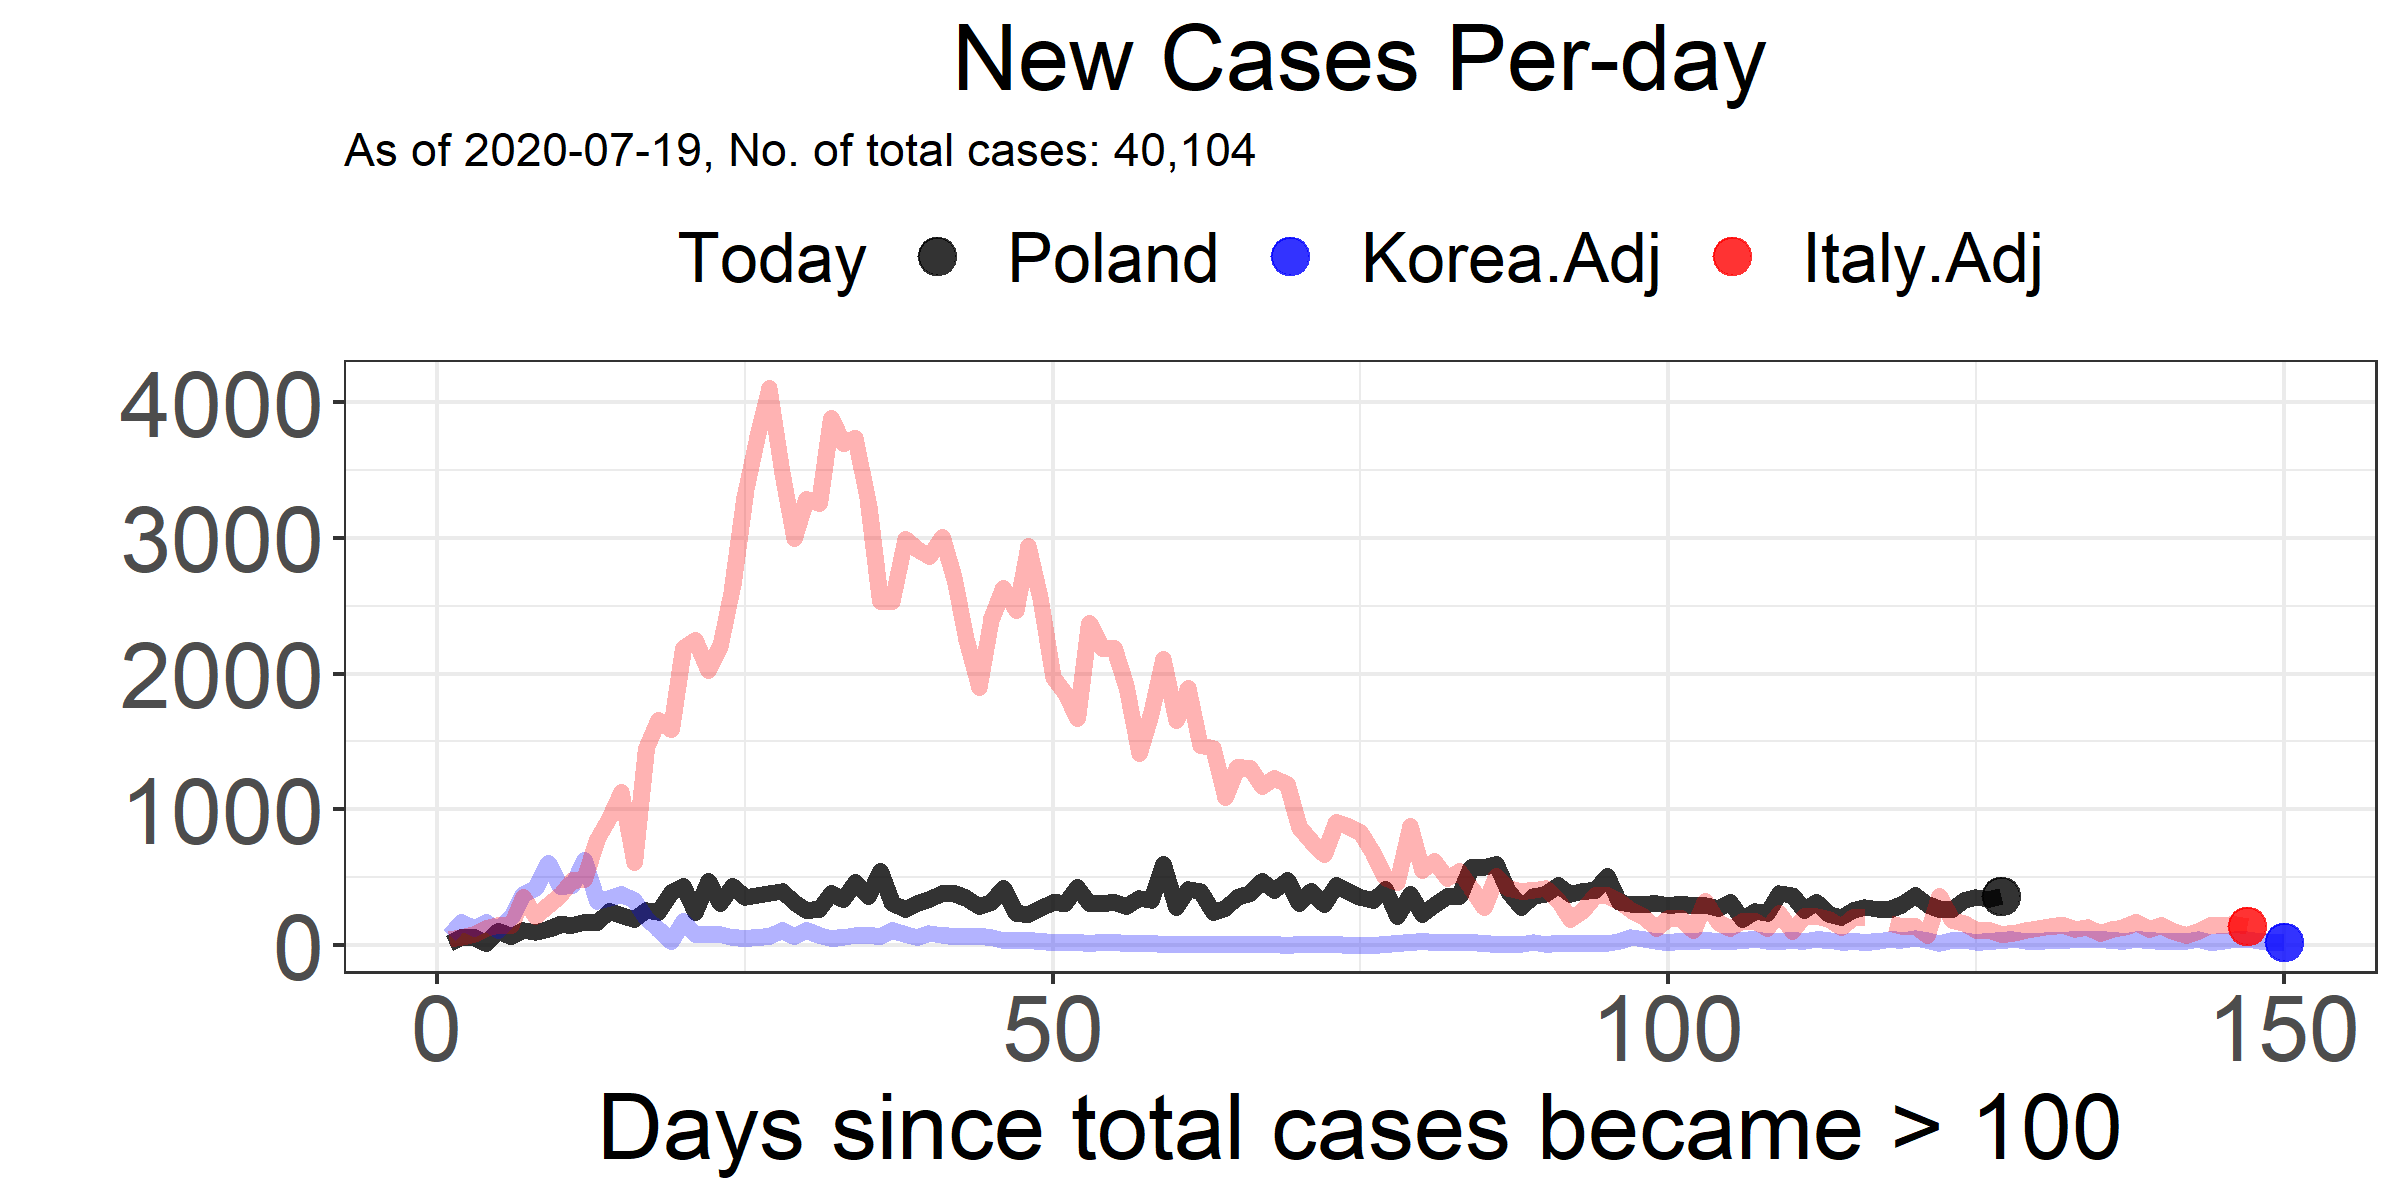 New Cases Per-day
As of 2020-07-19, No. of total cases: 40,104
Today Poland Korea.Adj Italy.Adj
4000
3000
2000
1000
0
0 50 100 150
Days since total cases became > 100